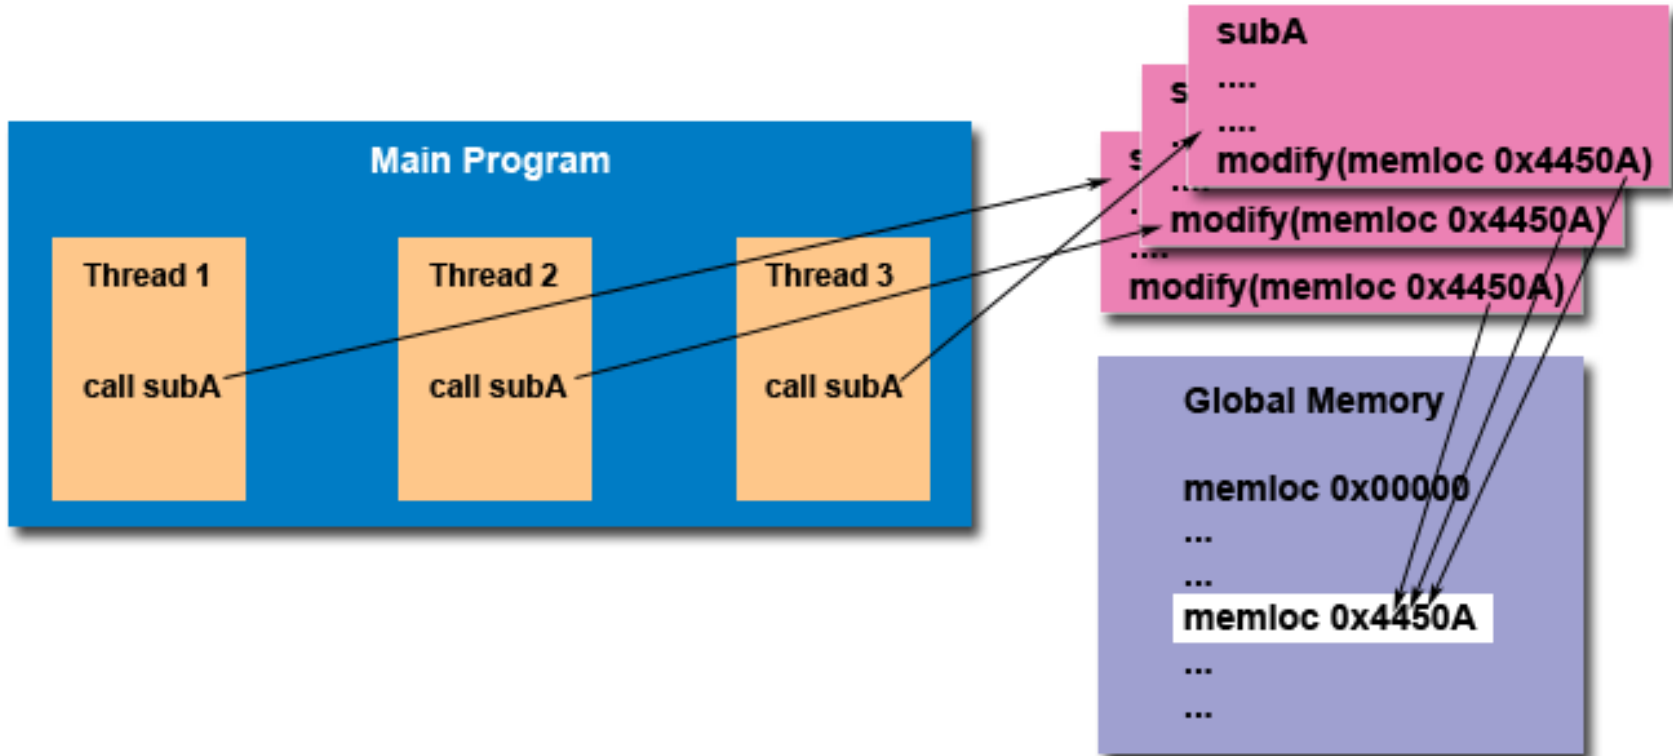 Main Program
Thread 1
call subA
Thread 2
call subA
Thread 3
call subA
subA
....
....
modify(memloc 0x4450A)
s
....
modify(memloc 0x4450A)
s
....
modify(memloc 0x4450A)
Global Memory
memloc 0x00000
...
...
memloc 0x4450A
...
...